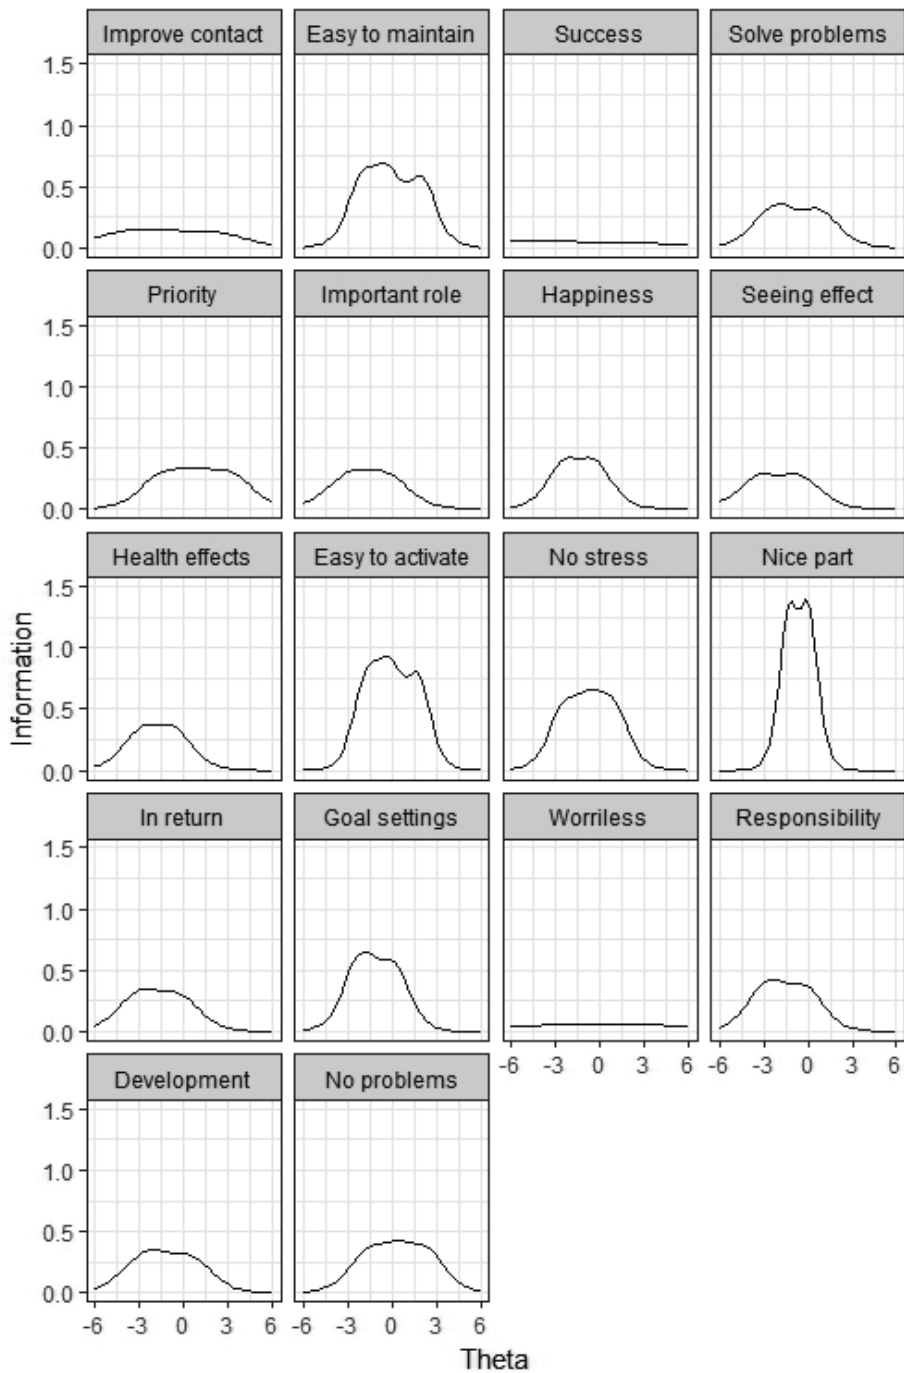 Improve contact Easy to maintain Success Solve problems
1.5
1.0
0.5
0.0
Priority Important role Happiness Seeing effect
1.5
1.0
0.5
0.0
Health effects Easy to activate No stress Nice part
1.5
1.0
0.5
0.0
Information
In return Goal settings Worriless Responsibility
1.5
1.0
0.5
0.0
-6 -3 0 3 6 -6 -3 0 3 6
Development No problems
1.5
1.0
0.5
0.0
-6 -3 0 3 6 -6 -3 0 3 6
Theta